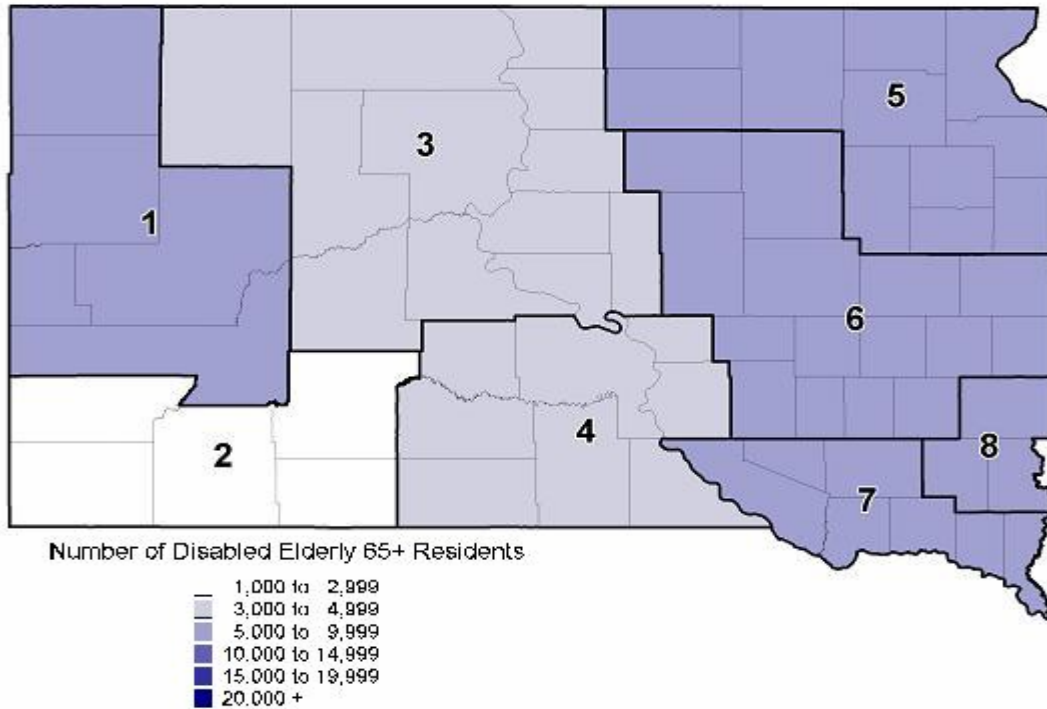 5
3
1
6
2
4
8
7
Number of Disabled Elderly 65+ Residents
1,000 to 2,999
3,000 to 4,999
5,000 to 9,999
10,000 to 14,999
15,000 to 19,999
20,000 +